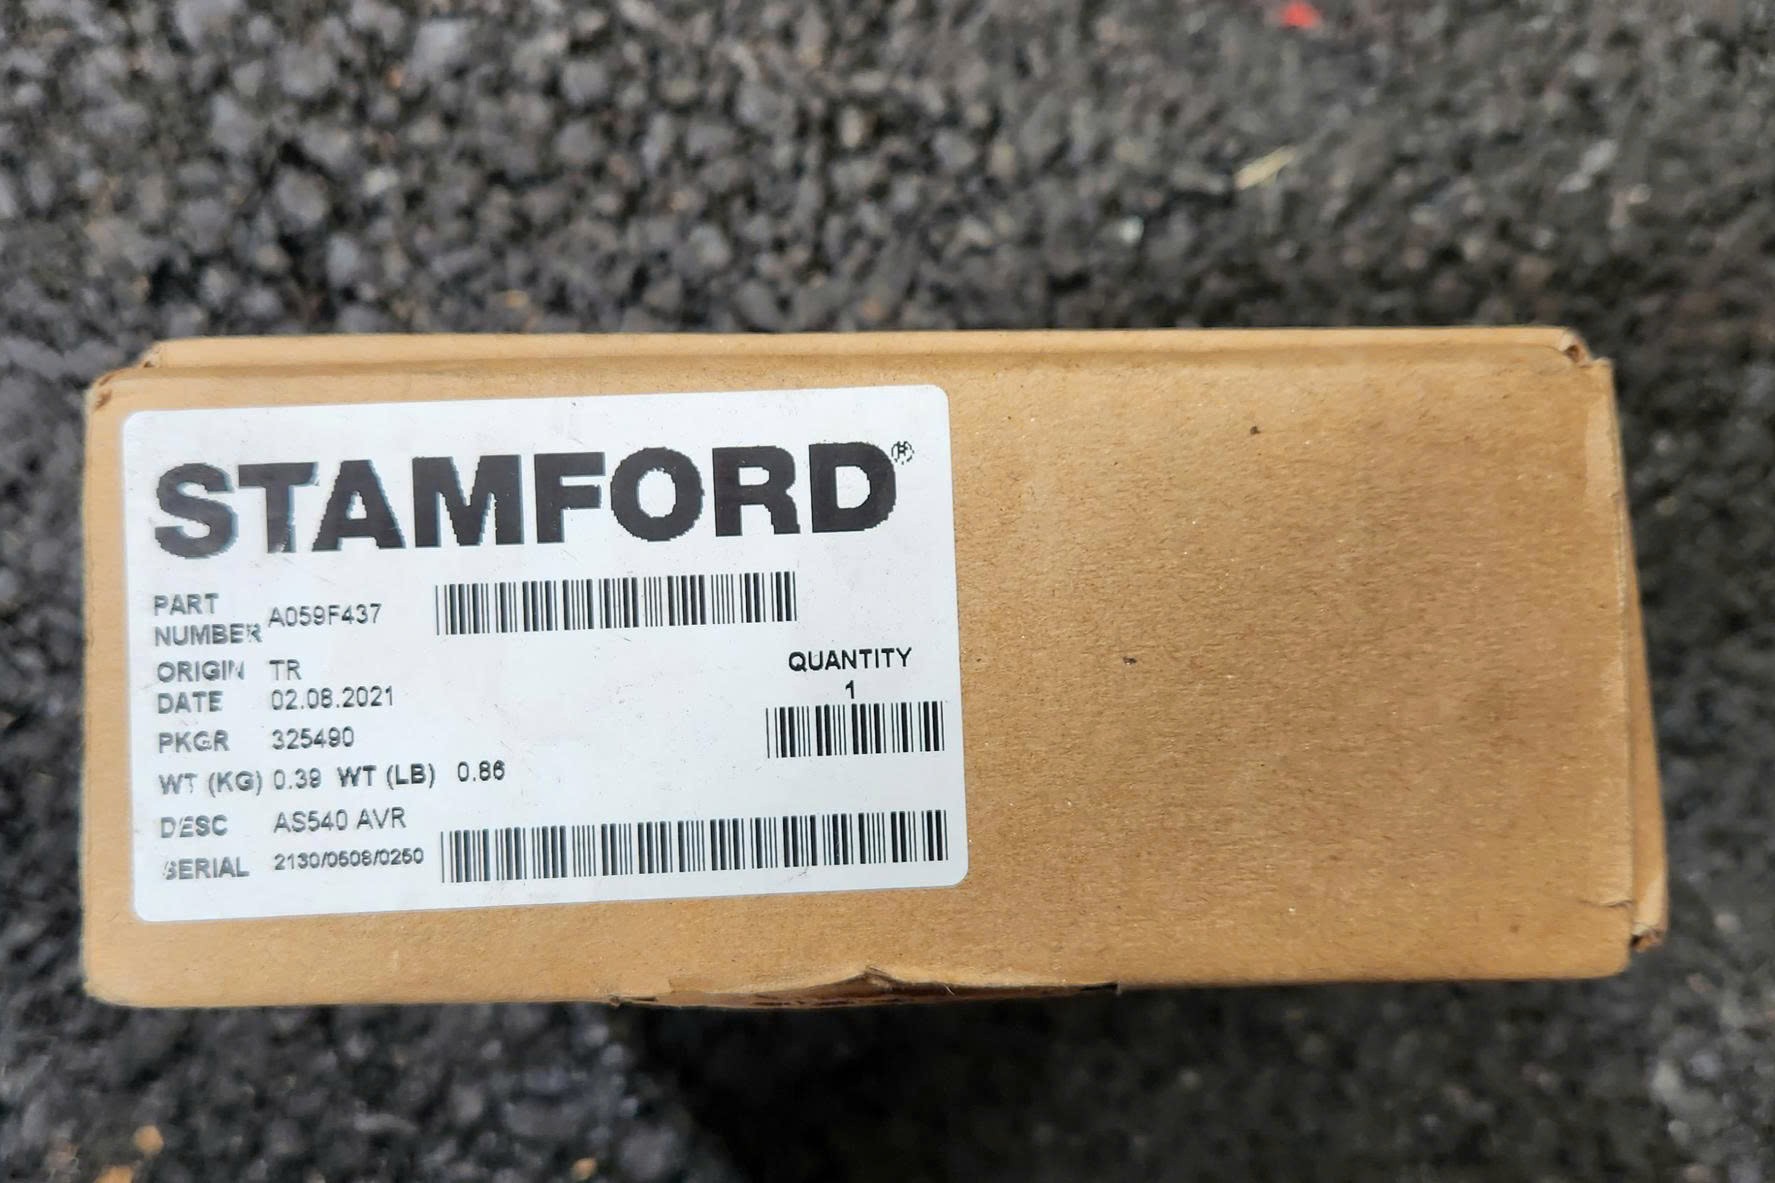 STAMFORD®
PART NUMBER A059F437
ORIGIN TR
DATE 02.08.2021
QUANTITY
1
PKGR 325490
WT (KG) 0.39 WT (LB) 0.86
DESC AS540 AVR
SERIAL 2130/0508/0250